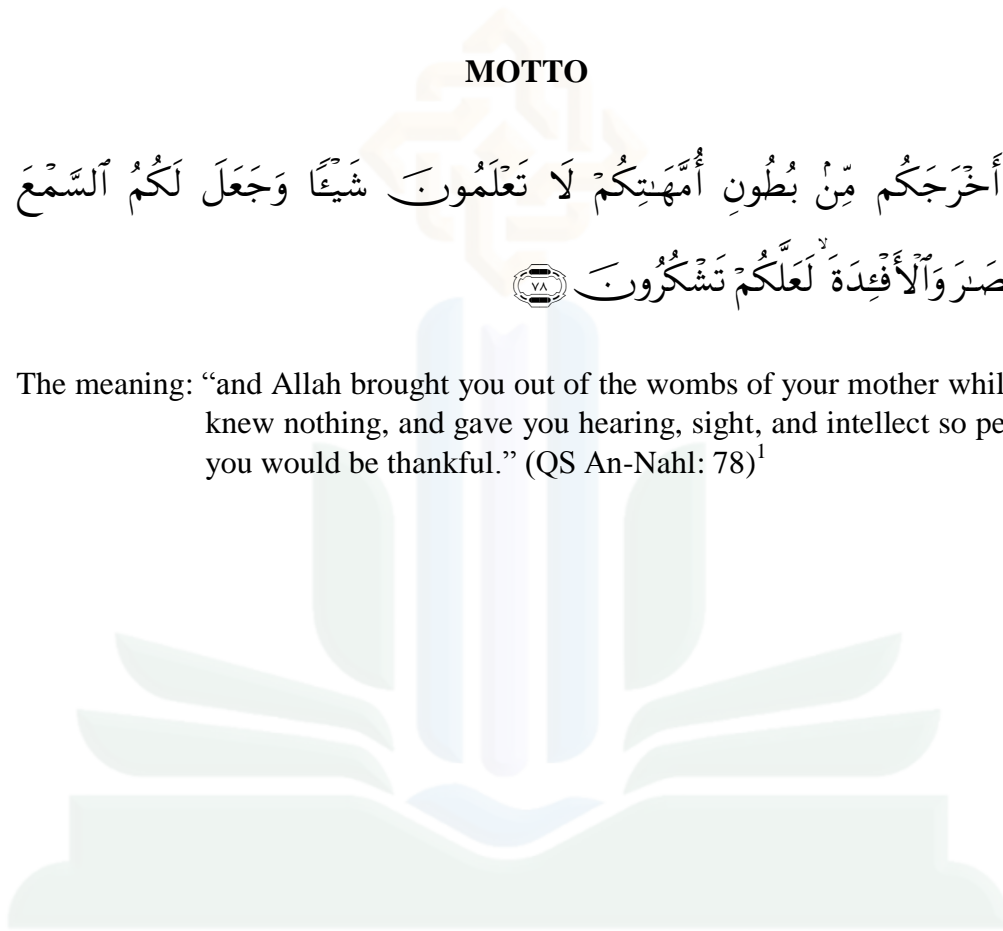 MOTTO
أَخْرَجَكُم مِّنۢ بُطُونِ أُمَّهَـٰتِكُمْ لَا تَعْلَمُونَ شَيْـًٔا وَجَعَلَ لَكُمُ ٱلسَّمْعَ
صَـٰرَ وَٱلْأَفْـِٔدَةَ ۙ لَعَلَّكُمْ تَشْكُرُونَ ٧٨
The meaning: “and Allah brought you out of the wombs of your mother whil
knew nothing, and gave you hearing, sight, and intellect so pe
you would be thankful.” (QS An-Nahl: 78)1